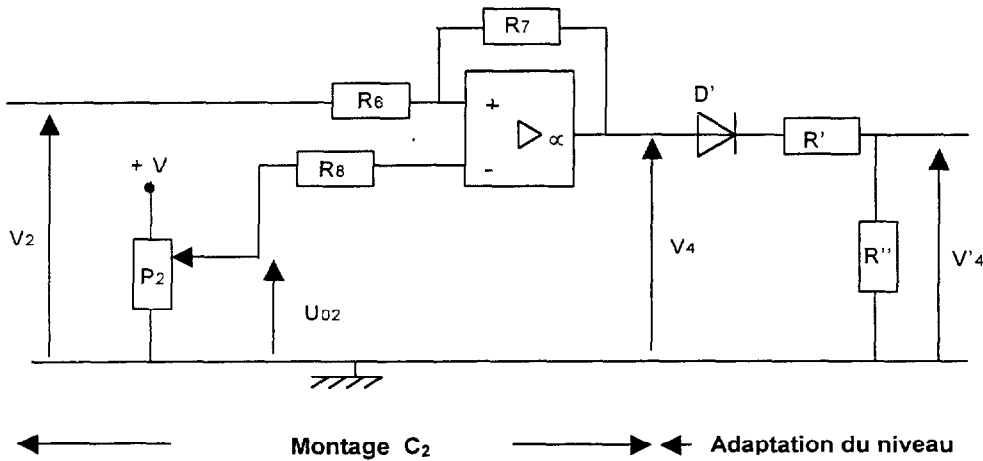 R7
R6
+
D'
▷ ∝
R'
R8
-
+ V
V2
P2
V4
R''
V'4
U02
Montage C2
Adaptation du niveau